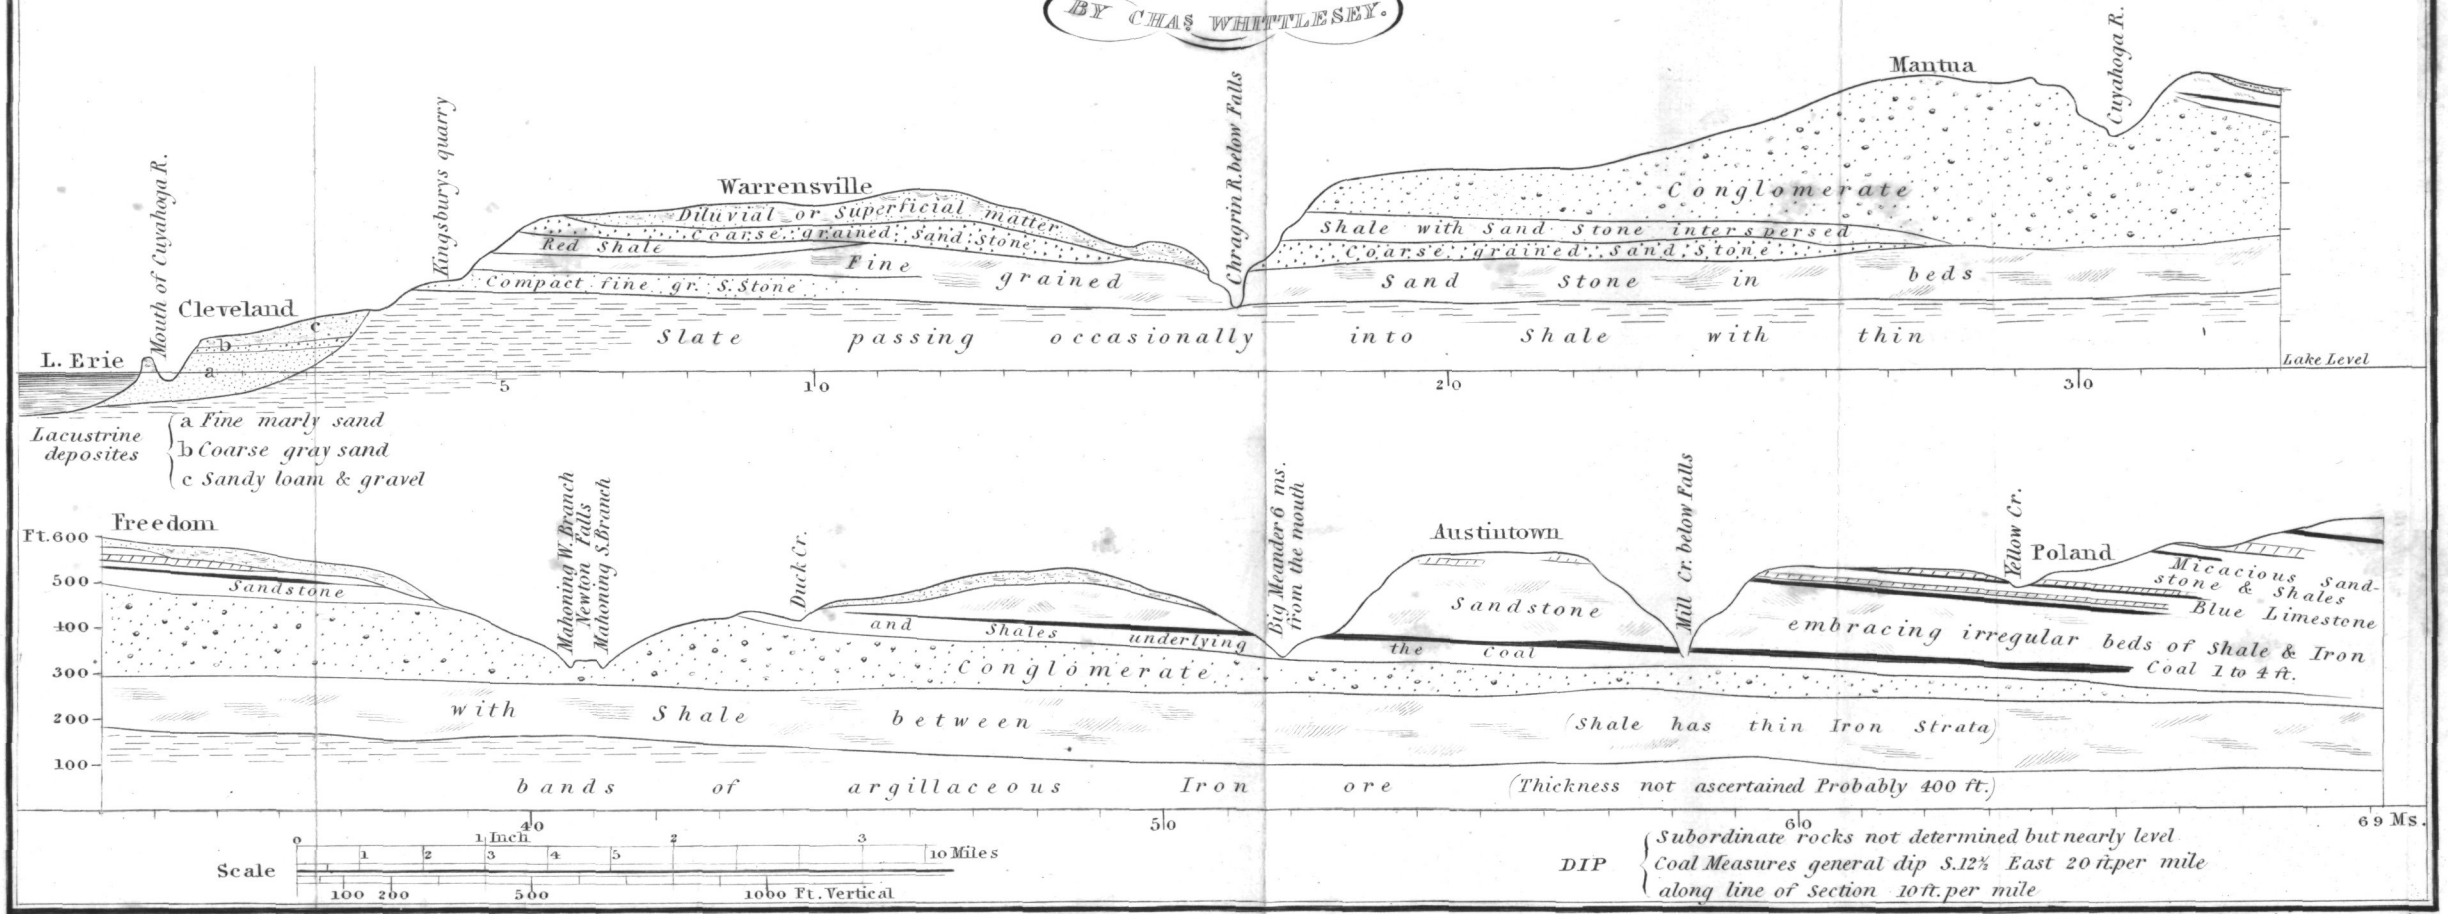 BY CHAS. WHITTLESEY.
Mouth of Cuyahoga R.
Kingsburys quarry
Chragrin R. below Falls
Mantua
Cuyahoga R.
Warrensville
Diluvial or Superficial matter
Coarse grained Sand Stone
Red Shale
Fine grained
Compact fine gr. S. Stone
Conglomerate
Shale with Sand Stone interspersed
Coarse grained Sand Stone
Sand Stone in beds
Cleveland
c
b
a
L. Erie
Slate passing occasionally into Shale with thin
Lake Level
5 10 20 30
Lacustrine deposites
a Fine marly sand
b Coarse gray sand
c Sandy loam & gravel
Freedom
Mahoning W. Branch
Newton Falls
Mahoning S. Branch
Duck Cr.
Big Meander 6 ms.
from the mouth
Austintown
Mill Cr. below Falls
Yellow Cr.
Poland
Ft. 600
500
400
300
200
100
Sandstone
and Shales underlying the Coal
Sandstone
Micacious Sand-
stone & Shales
Blue Limestone
embracing irregular beds of Shale & Iron
Coal 1 to 4 ft.
Conglomerate
with Shale between
(Shale has thin Iron Strata)
bands of argillaceous Iron ore
(Thickness not ascertained Probably 400 ft.)
40 50 60 69 Ms.
Scale
0 1 Inch 2 3
1 2 3 4 5 10 Miles
100 200 500 1000 Ft. Vertical
DIP
Subordinate rocks not determined but nearly level
Coal Measures general dip S. 12½ East 20 ft. per mile
along line of Section 10 ft. per mile